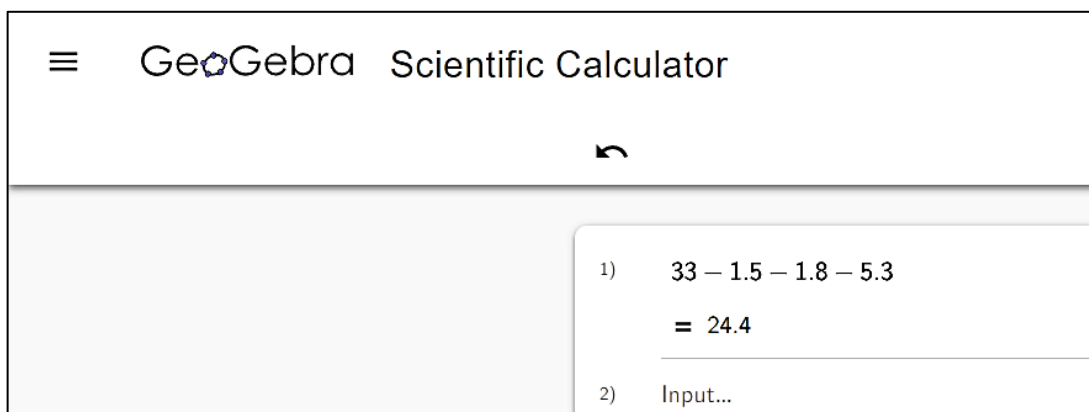 GeoGebra Scientific Calculator
1) 33 – 1.5 – 1.8 – 5.3
= 24.4
2) Input...